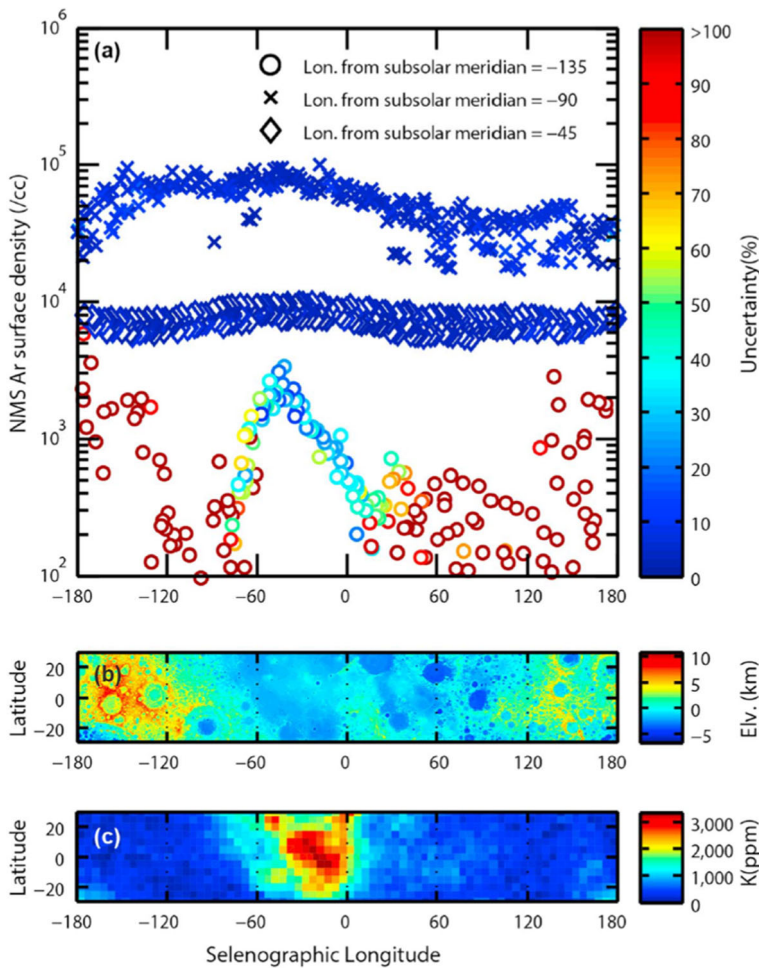 (a)
Lon. from subsolar meridian = −135
Lon. from subsolar meridian = −90
Lon. from subsolar meridian = −45
NMS Ar surface density (/cc)
10^6
10^5
10^4
10^3
10^2
−180 −120 −60 0 60 120 180
>100
90
80
70
60
50
40
30
20
10
0
Uncertainty(%)
(b)
Latitude
20
0
−20
−180 −120 −60 0 60 120 180
10
5
0
−5
Elv. (km)
(c)
Latitude
20
0
−20
−180 −120 −60 0 60 120 180
3,000
2,000
1,000
0
K(ppm)
Selenographic Longitude